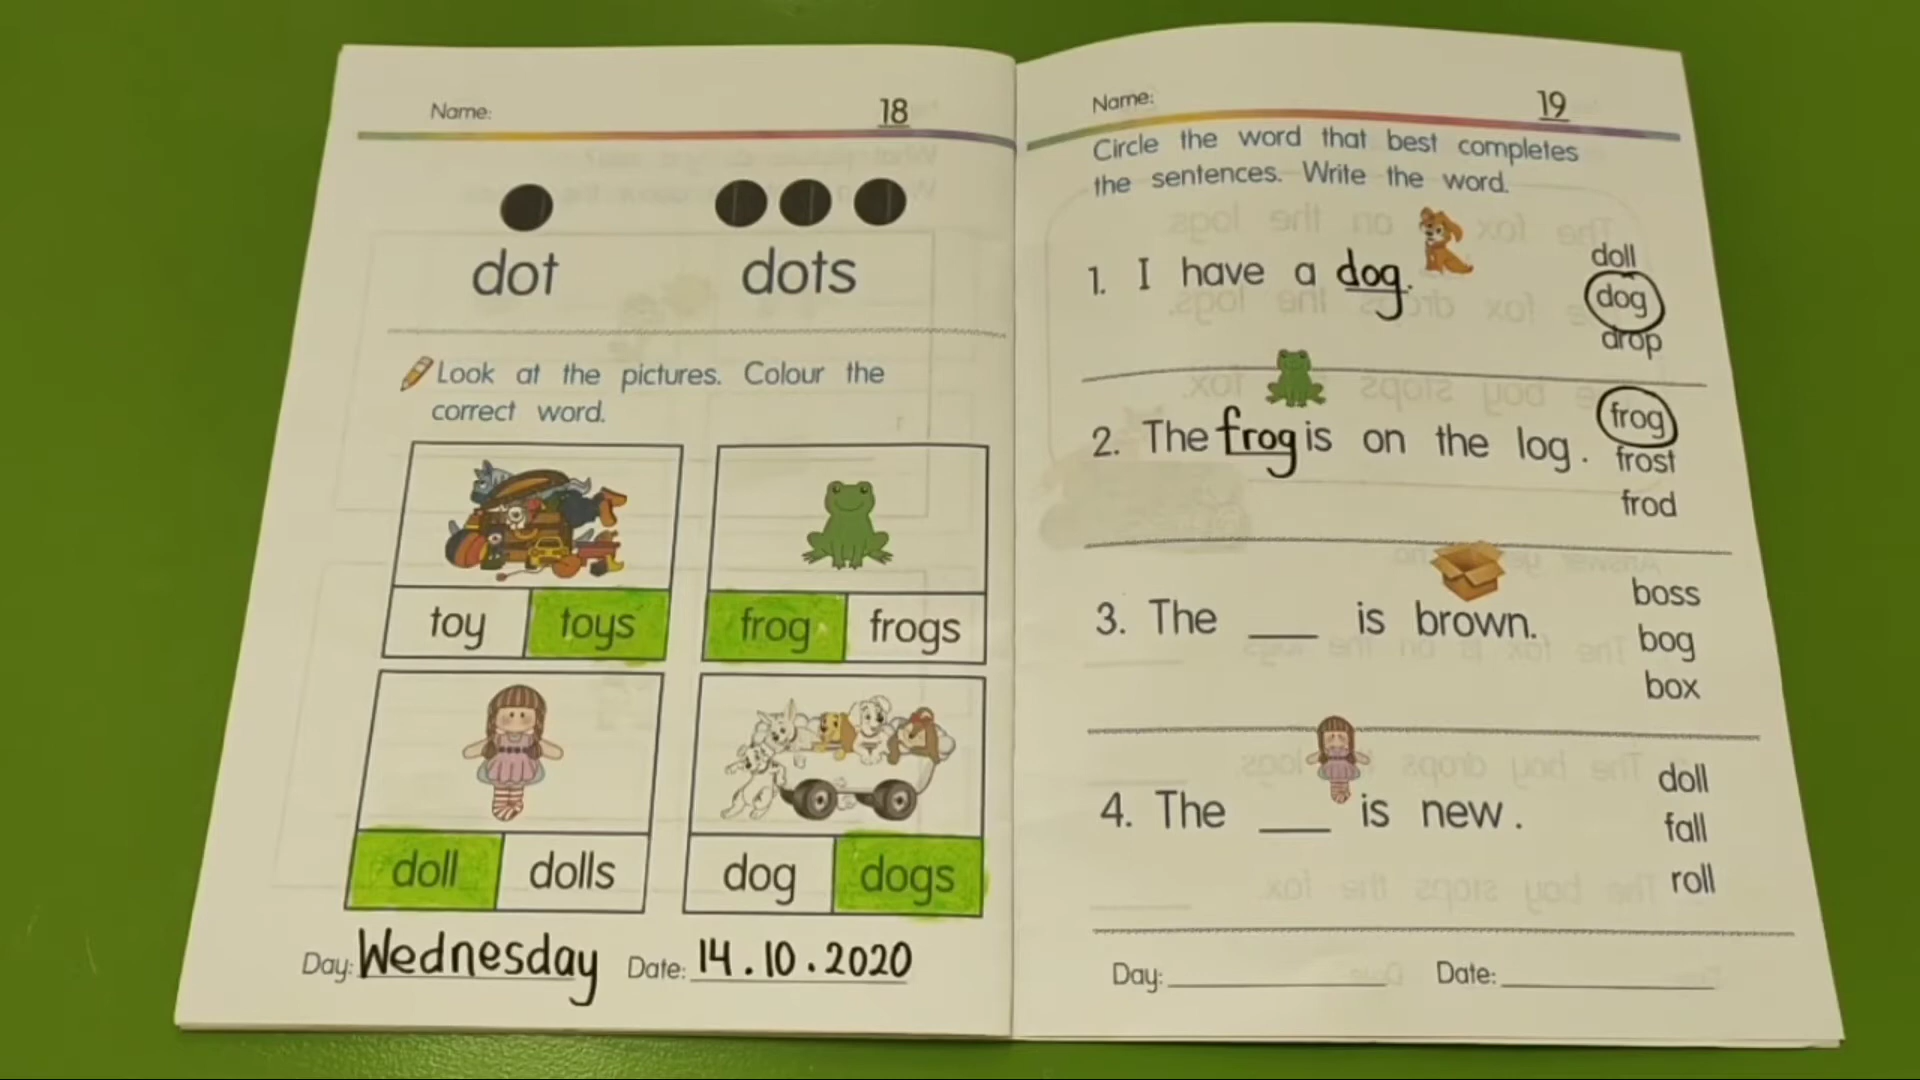 Name: 18
dot dots
Look at the pictures. Colour the
correct word.
toy toys frog frogs
doll dolls dog dogs
Day: Wednesday Date: 14.10.2020
Name: 19
Circle the word that best completes
the sentences. Write the word.
doll
1. I have a dog.
dog
drop
frog
2. The frog is on the log.
frost
frod
boss
3. The ___ is brown.
bog
box
doll
4. The ___ is new.
fall
roll
Day: Date: